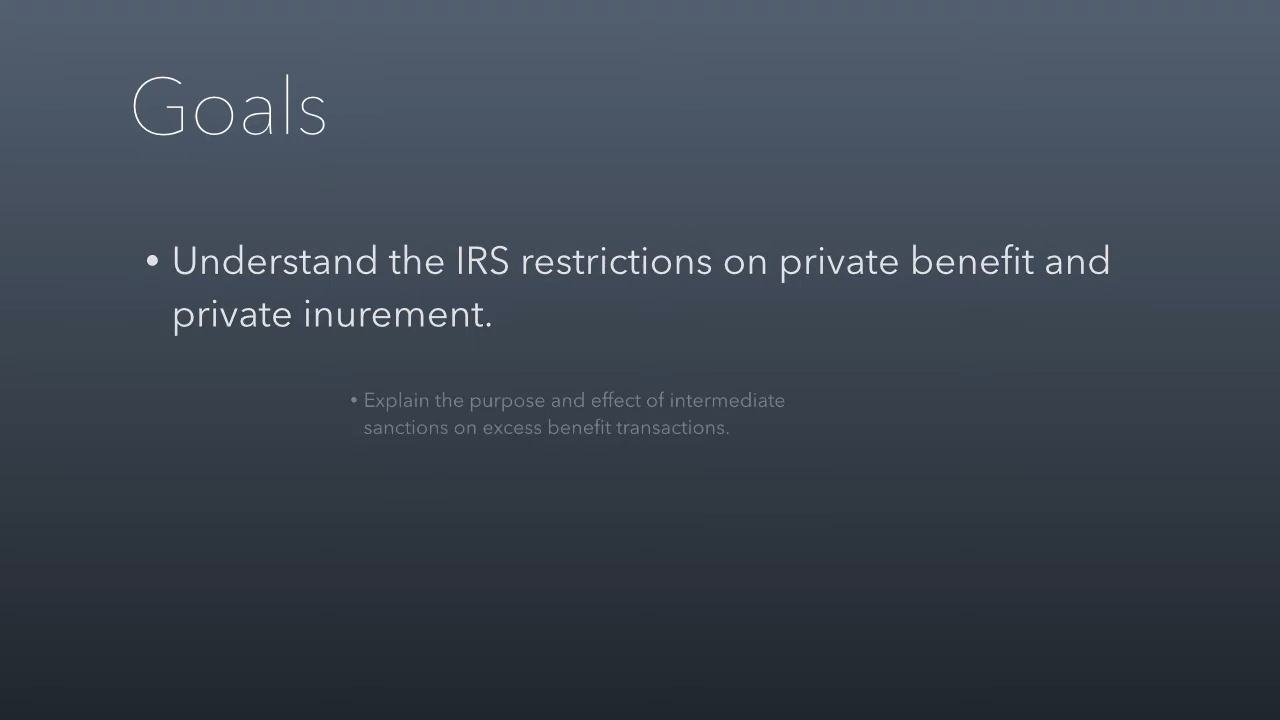 Goals
• Understand the IRS restrictions on private benefit and
private inurement.
• Explain the purpose and effect of intermediate
sanctions on excess benefit transactions.